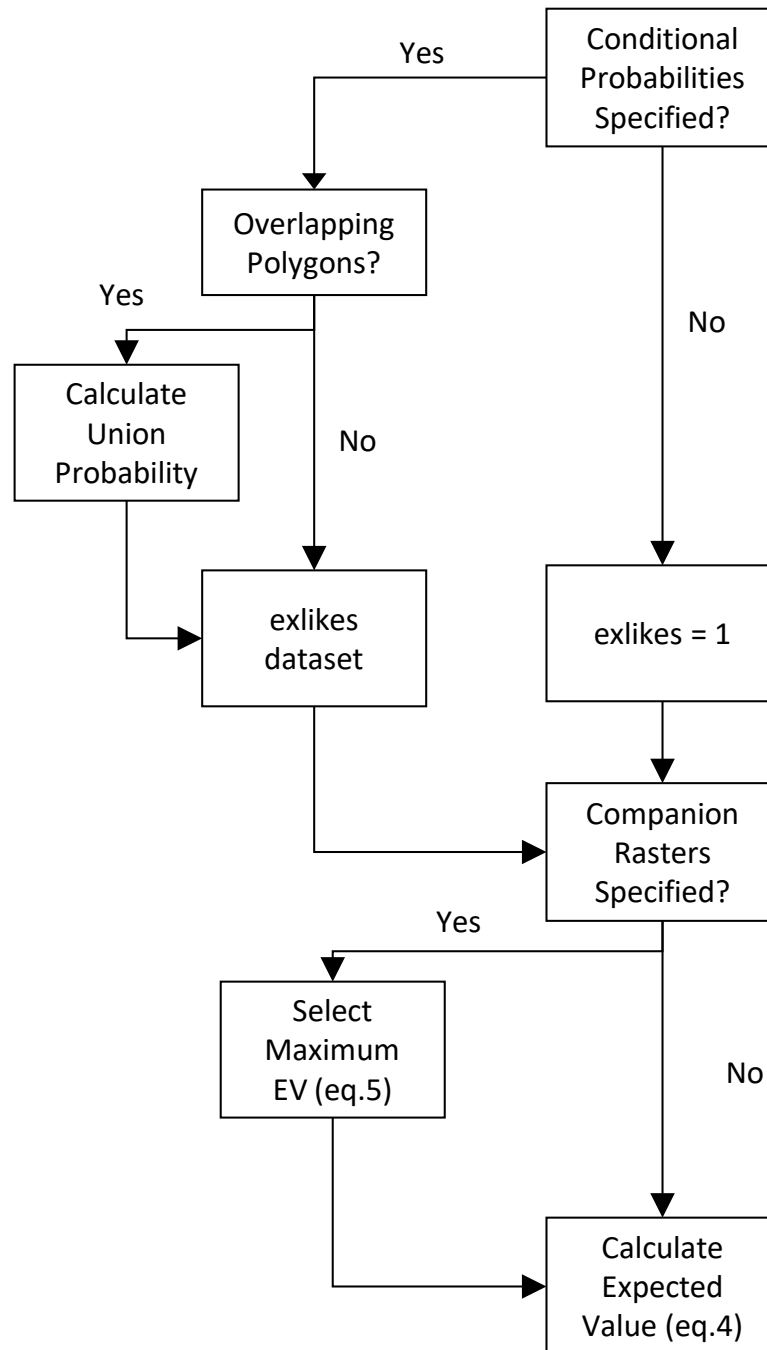 Conditional
Probabilities
Specified?
Yes
Overlapping
Polygons?
Yes
No
Calculate
Union
Probability
No
exlikes
dataset
exlikes = 1
Companion
Rasters
Specified?
Yes
Select
Maximum
EV (eq.5)
No
Calculate
Expected
Value (eq.4)